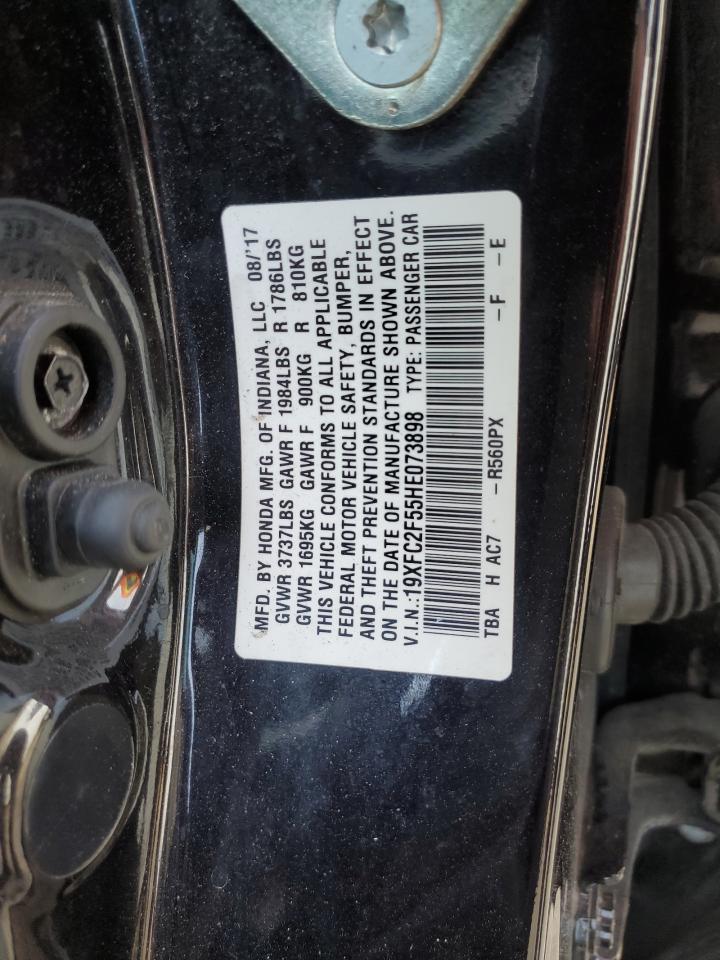 MFD. BY HONDA MFG. OF INDIANA, LLC 08/'17
GVWR 3737LBS GAWR F 1984LBS R 1786LBS
GVWR 1695KG GAWR F 900KG R 810KG
THIS VEHICLE CONFORMS TO ALL APPLICABLE
FEDERAL MOTOR VEHICLE SAFETY, BUMPER,
AND THEFT PREVENTION STANDARDS IN EFFECT
ON THE DATE OF MANUFACTURE SHOWN ABOVE.
V.I.N.:19XFC2F55HE073898 TYPE: PASSENGER CAR
TBA H AC7 -R560PX -F -E